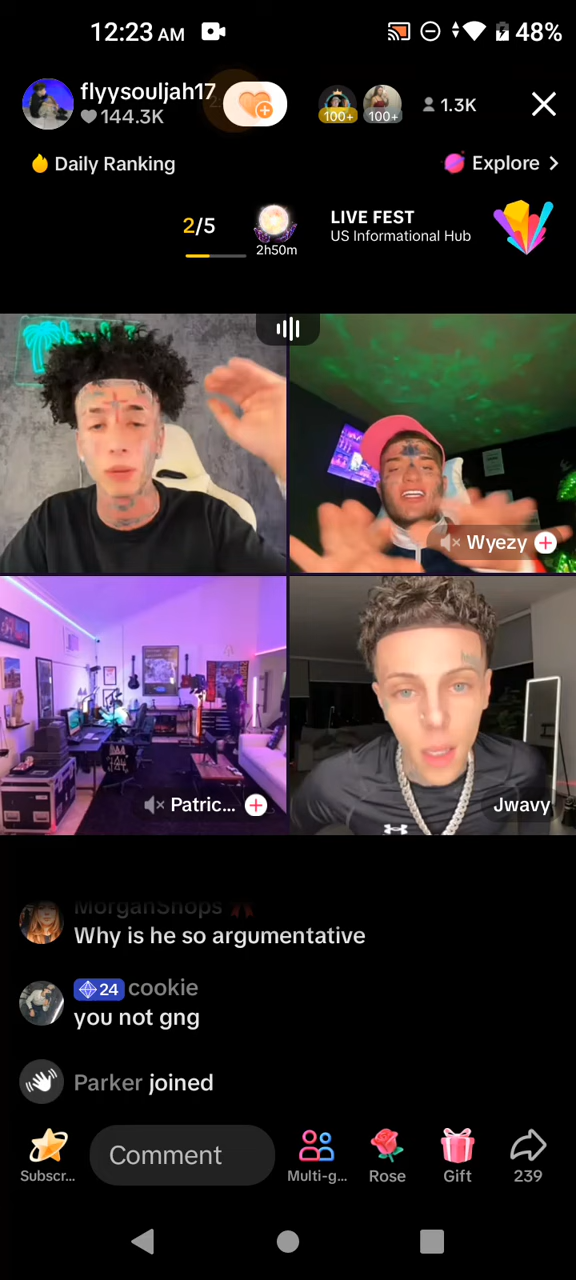 12:23 AM
48%
flyysouljah17
144.3K
100+
100+
1.3K
Daily Ranking
Explore >
2/5
2h50m
LIVE FEST
US Informational Hub
Wyezy
Patric...
Jwavy
MorganShops
Why is he so argumentative
24 cookie
you not gng
Parker joined
Subscr...
Comment
Multi-g...
Rose
Gift
239